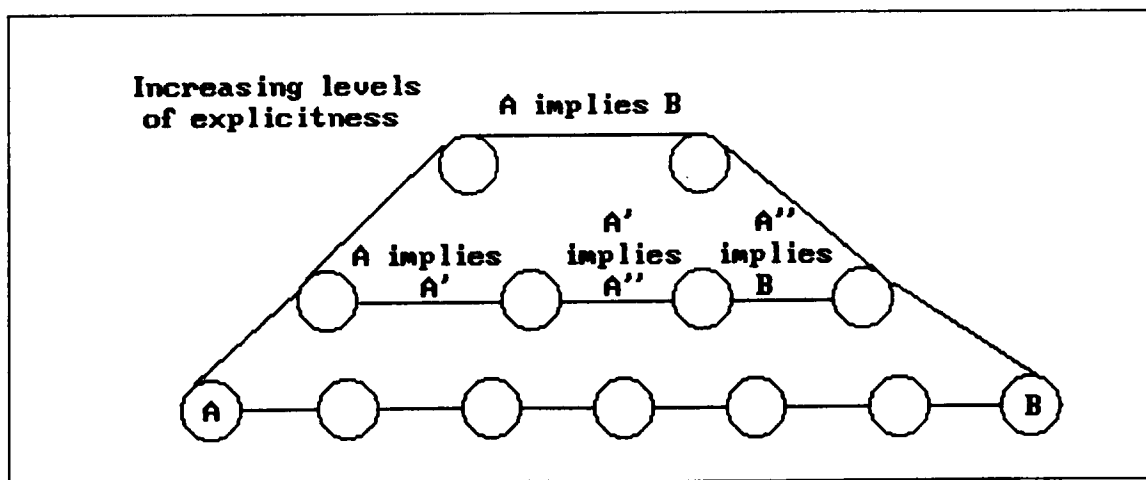 Increasing levels
of explicitness
A implies B
A implies
A'
A'
implies
A''
A''
implies
B
A
B